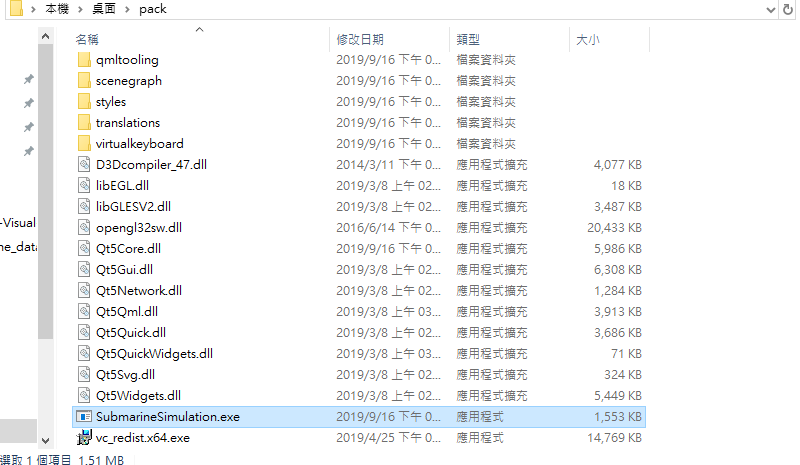 本機 › 桌面 › pack
名稱 修改日期 類型 大小
qmltooling 2019/9/16 下午 0... 檔案資料夾
scenegraph 2019/9/16 下午 0... 檔案資料夾
styles 2019/9/16 下午 0... 檔案資料夾
translations 2019/9/16 下午 0... 檔案資料夾
virtualkeyboard 2019/9/16 下午 0... 檔案資料夾
D3Dcompiler_47.dll 2014/3/11 下午 0... 應用程式擴充 4,077 KB
libEGL.dll 2019/3/8 上午 02... 應用程式擴充 18 KB
libGLESV2.dll 2019/3/8 上午 02... 應用程式擴充 3,487 KB
-Visual
opengl32sw.dll 2016/6/14 下午 0... 應用程式擴充 20,433 KB
ne_data
Qt5Core.dll 2019/3/8 上午 02... 應用程式擴充 5,986 KB
Qt5Gui.dll 2019/3/8 上午 02... 應用程式擴充 6,308 KB
Qt5Network.dll 2019/3/8 上午 02... 應用程式擴充 1,284 KB
Qt5Qml.dll 2019/3/8 上午 03... 應用程式擴充 3,913 KB
Qt5Quick.dll 2019/3/8 上午 03... 應用程式擴充 3,686 KB
Qt5QuickWidgets.dll 2019/3/8 上午 03... 應用程式擴充 71 KB
Qt5Svg.dll 2019/3/8 上午 02... 應用程式擴充 324 KB
Qt5Widgets.dll 2019/3/8 上午 02... 應用程式擴充 5,449 KB
SubmarineSimulation.exe 2019/9/16 下午 0... 應用程式 1,553 KB
vc_redist.x64.exe 2019/4/25 下午 0... 應用程式 14,769 KB
選取 1 個項目 1.51 MB